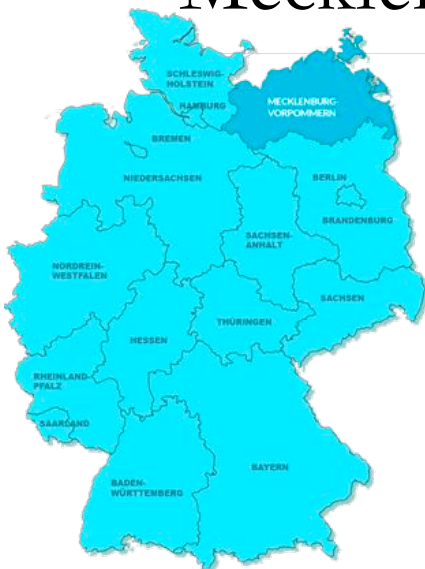 SCHLESWIG-
HOLSTEIN
HAMBURG
MECKLENBURG-
VORPOMMERN
BREMEN
NIEDERSACHSEN
BERLIN
BRANDENBURG
SACHSEN-
ANHALT
NORDREIN-
WESTFALEN
SACHSEN
THÜRINGEN
HESSEN
RHEINLAND
PFALZ
SAARLAND
BAYERN
BADEN-
WÜRTTEMBERG